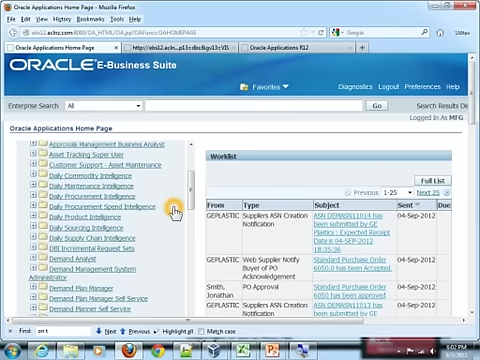 Oracle Applications Home Page - Mozilla Firefox
File Edit View History Bookmarks Tools Help
Oracle Applications Home Page
Oracle Applications R12
ORACLE E-Business Suite
Favorites
Diagnostics Logout Preferences Help
Enterprise Search All Go Search Results
Logged In As MFG
Oracle Applications Home Page
Approvals Management Business Analyst
Asset Tracking Super User
Customer Support - Asset Maintenance
Daily Commodity Intelligence
Daily Maintenance Intelligence
Daily Procurement Intelligence
Daily Procurement Spend Intelligence
Daily Product Intelligence
Daily Sourcing Intelligence
Daily Supply Chain Intelligence
DBI Incremental Request Sets
Demand Analyst
Demand Management System
Administrator
Demand Plan Manager
Demand Planner Self Service
Worklist
Full List
Previous 1-25 Next 25
From Type Subject Sent Due
GEPLASTIC Suppliers ASN Creation Notification ASN DEMASN11014 has been submitted by GE Plastics : Expected Receipt Date is 04-SEP-2012 16:35:36 04-Sep-2012
GEPLASTIC Web Supplier Notify Buyer of PO Acknowledgement Standard Purchase Order 6050,0 has been Accepted. 04-Sep-2012
Smith, Jonathan PO Approval Standard Purchase Order 6050 has been approved 04-Sep-2012
GEPLASTIC Suppliers ASN Creation Notification ASN DEMASN11013 has been submitted by GE 04-Sep-2012
Find: on t Next Previous Highlight all Match case
6:02 PM